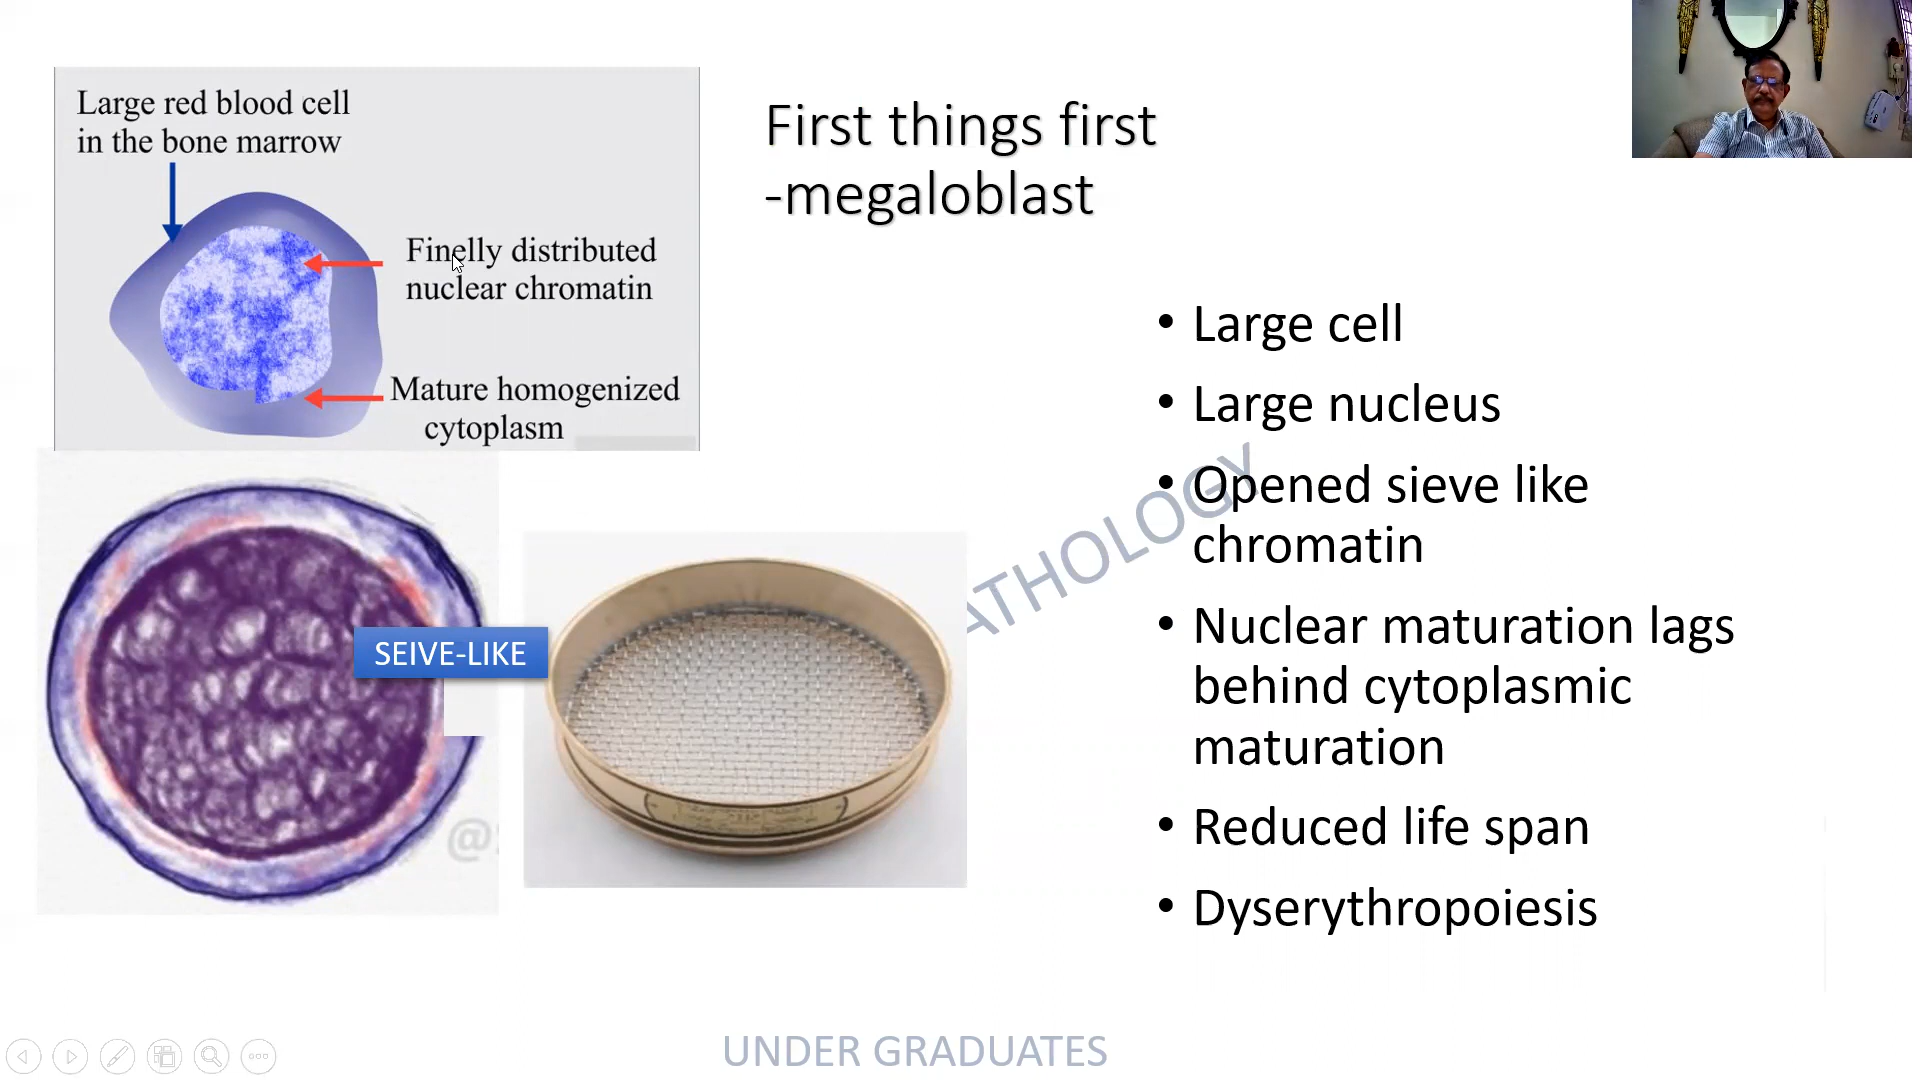 Large red blood cell
in the bone marrow
Finelly distributed
nuclear chromatin
Mature homogenized
cytoplasm
First things first
-megaloblast
SEIVE-LIKE
• Large cell
• Large nucleus
• Opened sieve like
chromatin
• Nuclear maturation lags
behind cytoplasmic
maturation
• Reduced life span
• Dyserythropoiesis
ATHOLOGY
UNDER GRADUATES